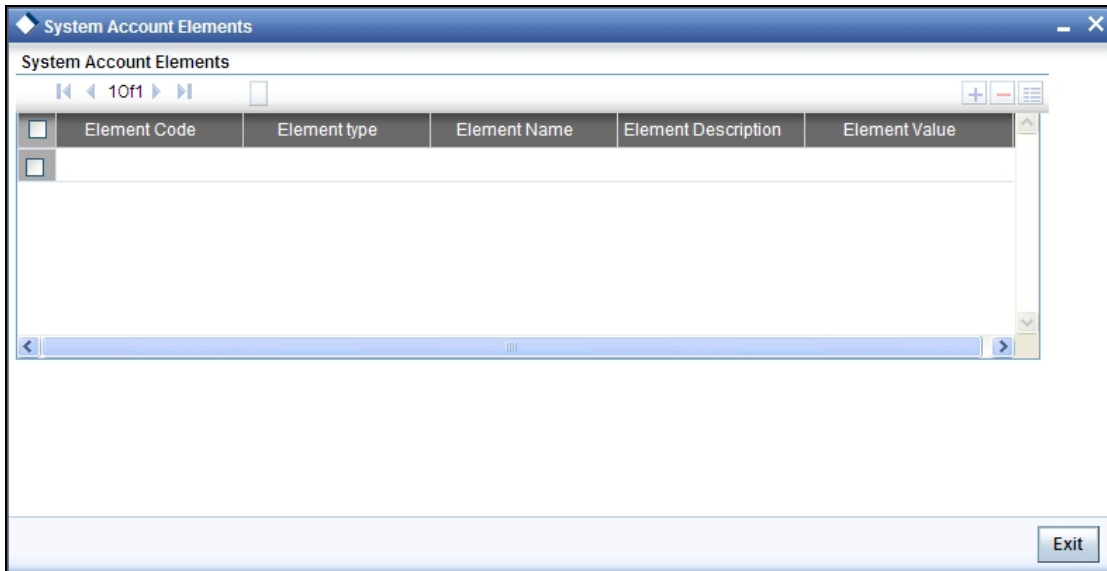 System Account Elements
System Account Elements
1Of1
Element Code Element type Element Name Element Description Element Value
Exit